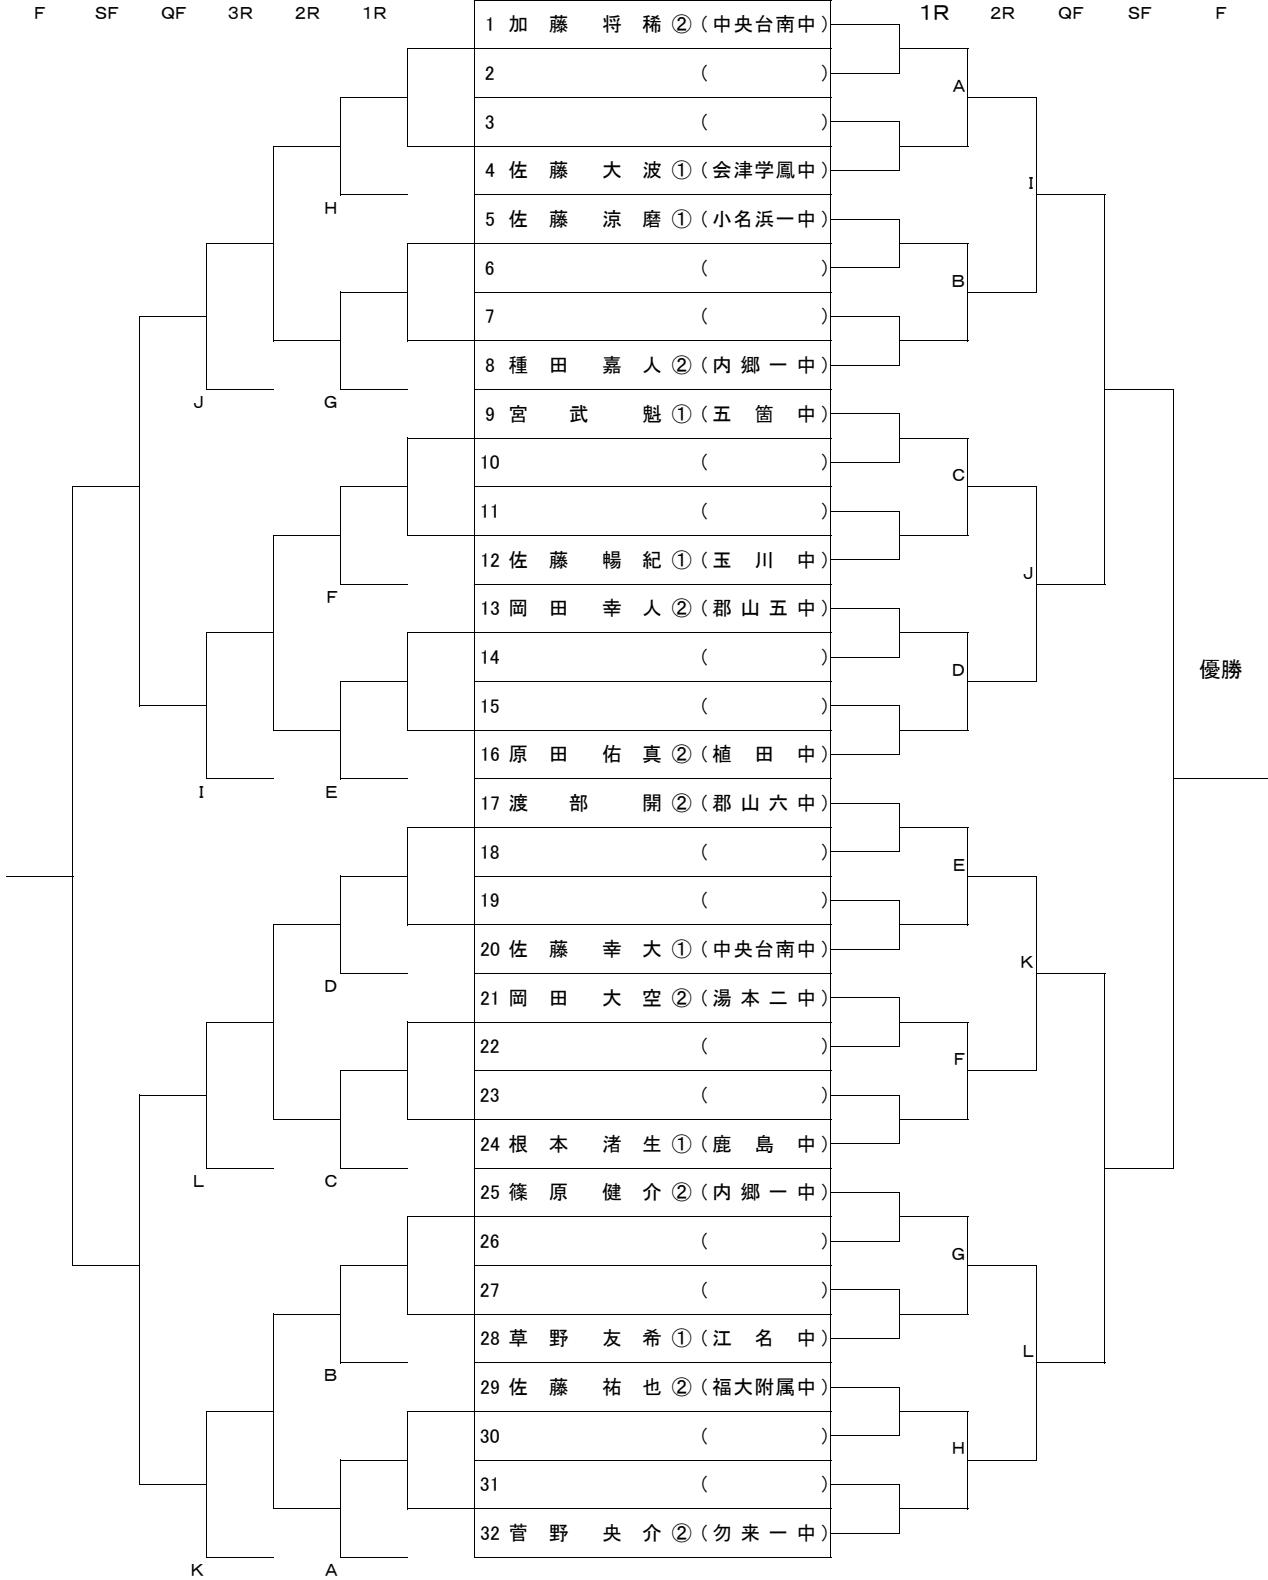 F SF QF 3R 2R 1R 1R 2R QF SF F
1 加藤 将稀 ② (中央台南中)
2 ( )
A
3 ( )
4 佐藤 大波 ① (会津学鳳中)
I
H
5 佐藤 涼磨 ① (小名浜一中)
6 ( )
B
7 ( )
8 種田 嘉人 ② (内郷一中)
J G
9 宮武 魁 ① (五箇中)
10 ( )
C
11 ( )
12 佐藤 暢紀 ① (玉川中)
J
F
13 岡田 幸人 ② (郡山五中)
14 ( )
D 優勝
15 ( )
16 原田 佑真 ② (植田中)
I E
17 渡部 開 ② (郡山六中)
18 ( )
E
19 ( )
20 佐藤 幸大 ① (中央台南中)
K
D
21 岡田 大空 ② (湯本二中)
22 ( )
F
23 ( )
24 根本 渚生 ① (鹿島中)
L C
25 篠原 健介 ② (内郷一中)
26 ( )
G
27 ( )
28 草野 友希 ① (江名中)
L
B
29 佐藤 祐也 ② (福大附属中)
30 ( )
H
31 ( )
32 菅野 央介 ② (勿来一中)
K A